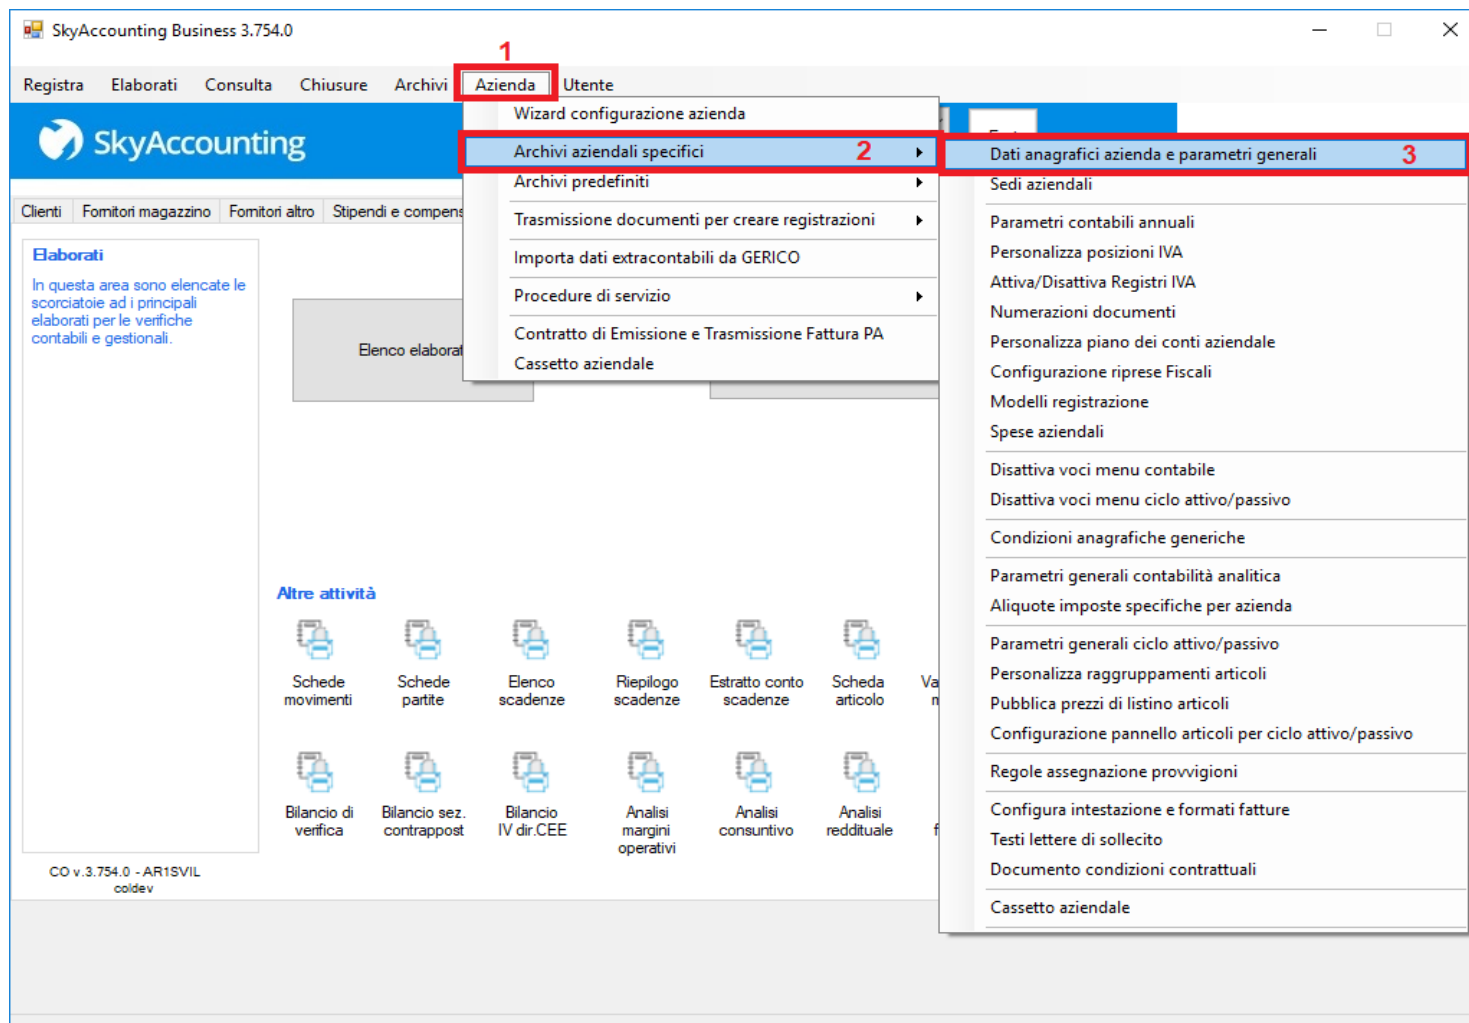 SkyAccounting Business 3.754.0
1
Registra Elaborati Consulta Chiusure Archivi Azienda Utente
SkyAccounting
Wizard configurazione azienda
Archivi aziendali specifici 2
Archivi predefiniti
Trasmissione documenti per creare registrazioni
Importa dati extracontabili da GERICO
Procedure di servizio
Contratto di Emissione e Trasmissione Fattura PA
Cassetto aziendale
Dati anagrafici azienda e parametri generali 3
Sedi aziendali
Parametri contabili annuali
Personalizza posizioni IVA
Attiva/Disattiva Registri IVA
Numerazioni documenti
Personalizza piano dei conti aziendale
Configurazione riprese Fiscali
Modelli registrazione
Spese aziendali
Disattiva voci menu contabile
Disattiva voci menu ciclo attivo/passivo
Condizioni anagrafiche generiche
Parametri generali contabilità analitica
Aliquote imposte specifiche per azienda
Parametri generali ciclo attivo/passivo
Personalizza raggruppamenti articoli
Pubblica prezzi di listino articoli
Configurazione pannello articoli per ciclo attivo/passivo
Regole assegnazione provvigioni
Configura intestazione e formati fatture
Testi lettere di sollecito
Documento condizioni contrattuali
Cassetto aziendale
Clienti Fornitori magazzino Fornitori altro Stipendi e compens
Elaborati
In questa area sono elencate le
scorciatoie ad i principali
elaborati per le verifiche
contabili e gestionali.
Elenco elaborat
Altre attività
Schede movimenti
Schede partite
Elenco scadenze
Riepilogo scadenze
Estratto conto scadenze
Scheda articolo
Va
Bilancio di verifica
Bilancio sez. contrappost
Bilancio IV dir.CEE
Analisi margini operativi
Analisi consuntivo
Analisi reddituale
f
CO v.3.754.0 - AR1SVIL
coldev